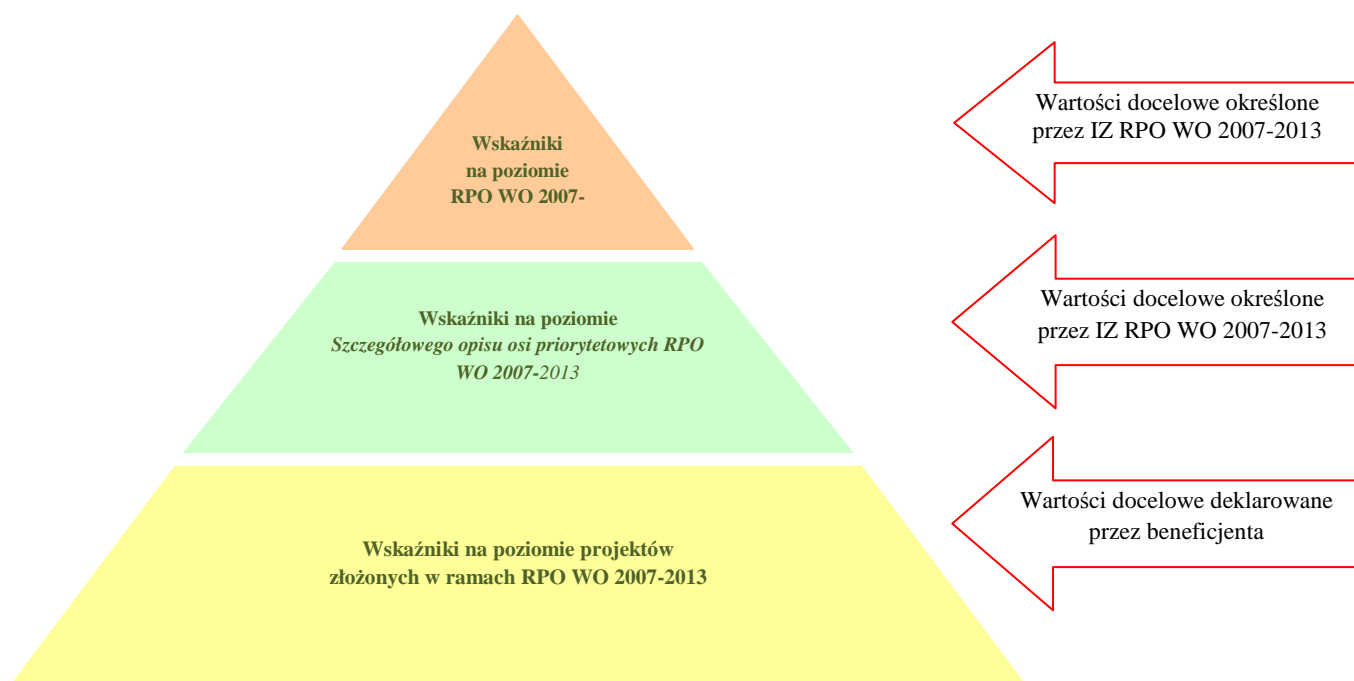 Wskaźniki
na poziomie
RPO WO 2007-
Wartości docelowe określone
przez IZ RPO WO 2007-2013
Wskaźniki na poziomie
Szczegółowego opisu osi priorytetowych RPO
WO 2007-2013
Wartości docelowe określone
przez IZ RPO WO 2007-2013
Wskaźniki na poziomie projektów
złożonych w ramach RPO WO 2007-2013
Wartości docelowe deklarowane
przez beneficjenta